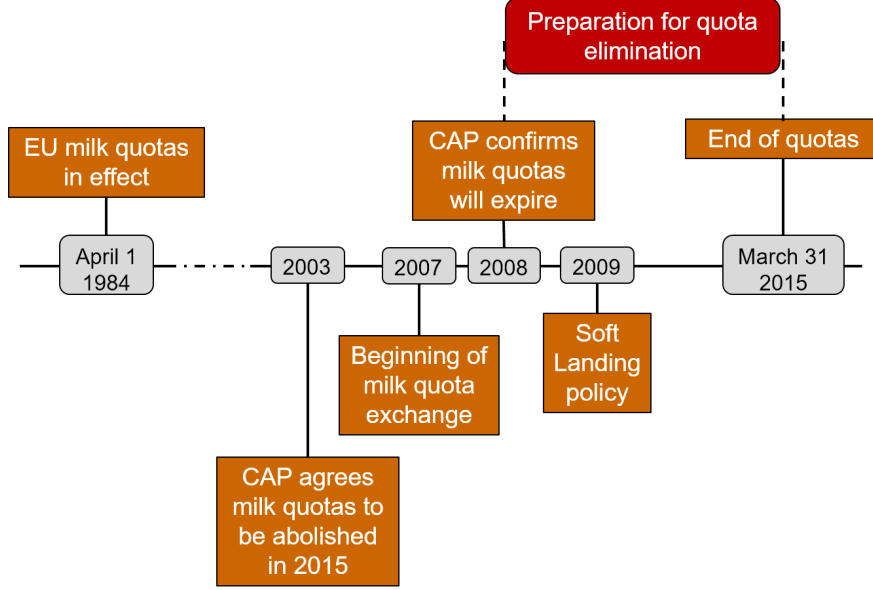 Preparation for quota
elimination
EU milk quotas
in effect
CAP confirms
milk quotas
will expire
End of quotas
April 1
1984
2003
2007
2008
2009
March 31
2015
Beginning of
milk quota
exchange
Soft
Landing
policy
CAP agrees
milk quotas to
be abolished
in 2015